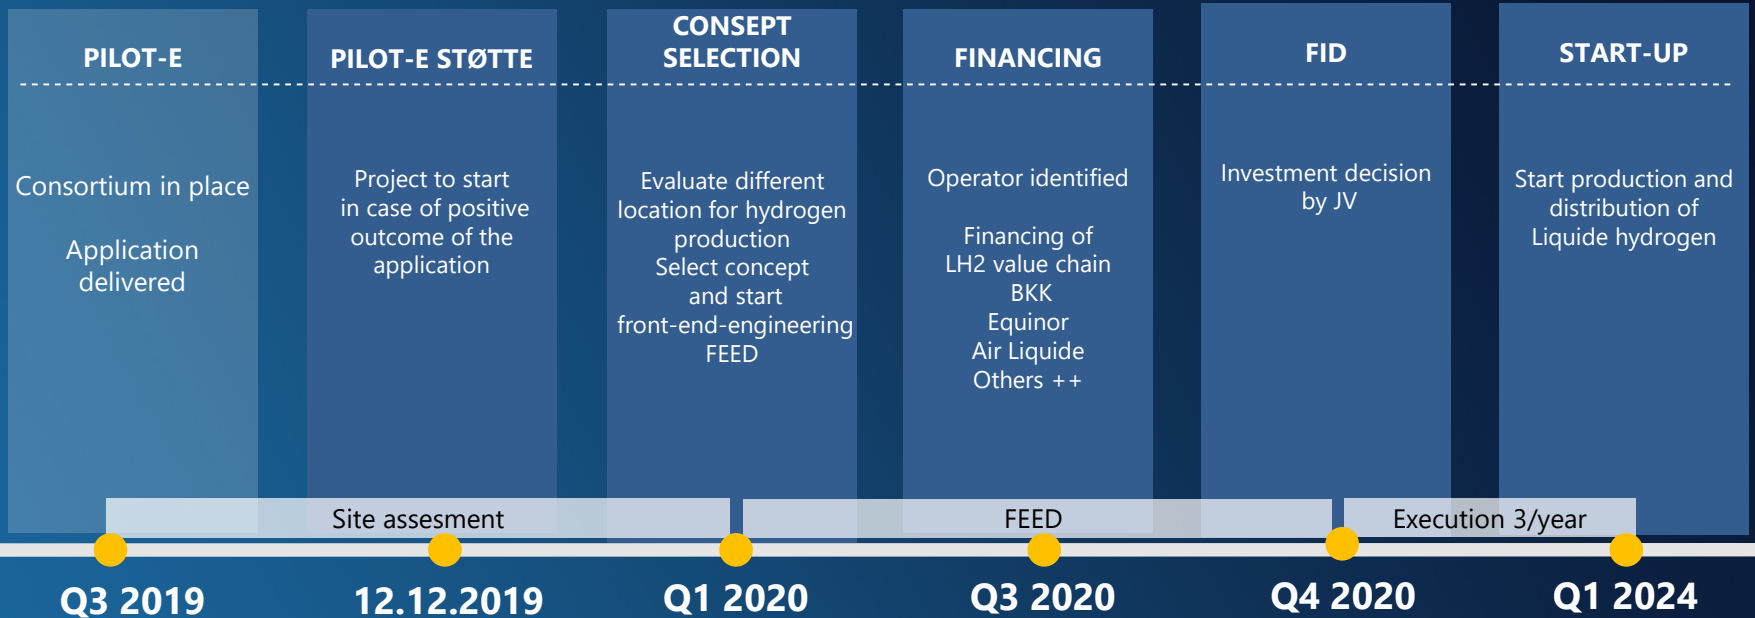 PILOT-E
Consortium in place
Application
delivered
PILOT-E STØTTE
Project to start
in case of positive
outcome of the
application
CONSEPT
SELECTION
Evaluate different
location for hydrogen
production
Select concept
and start
front-end-engineering
FEED
FINANCING
Operator identified
Financing of
LH2 value chain
BKK
Equinor
Air Liquide
Others ++
FID
Investment decision
by JV
START-UP
Start production and
distribution of
Liquide hydrogen
Site assesment
FEED
Execution 3/year
Q3 2019
12.12.2019
Q1 2020
Q3 2020
Q4 2020
Q1 2024